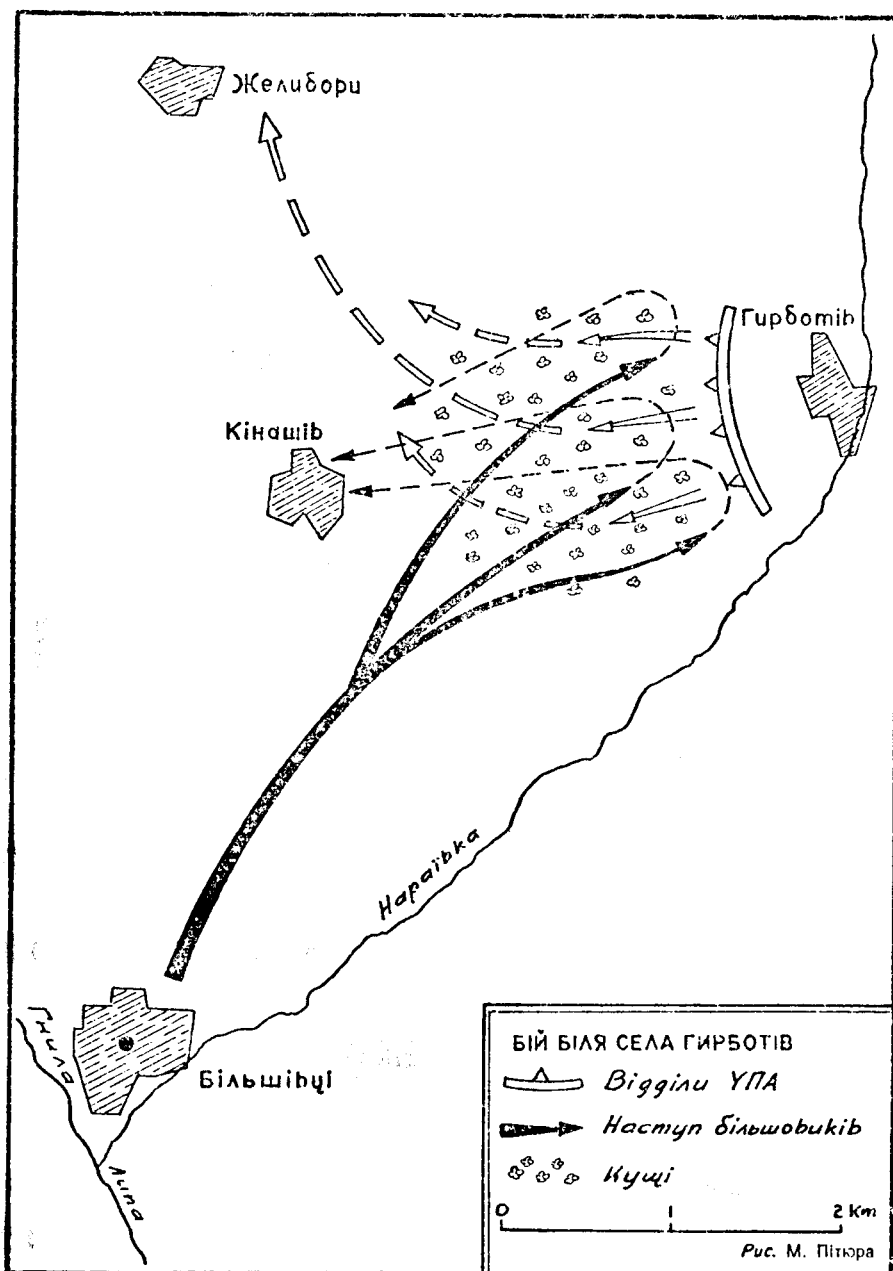 Желибори
Гирботів
Кінашів
Нараївка
Гнила
Липа
Більшівці
БІЙ БІЛЯ СЕЛА ГИРБОТІВ
Відділи УПА
Наступ більшовиків
Кущі
0 1 2 Km
Рис. М. Пітюра